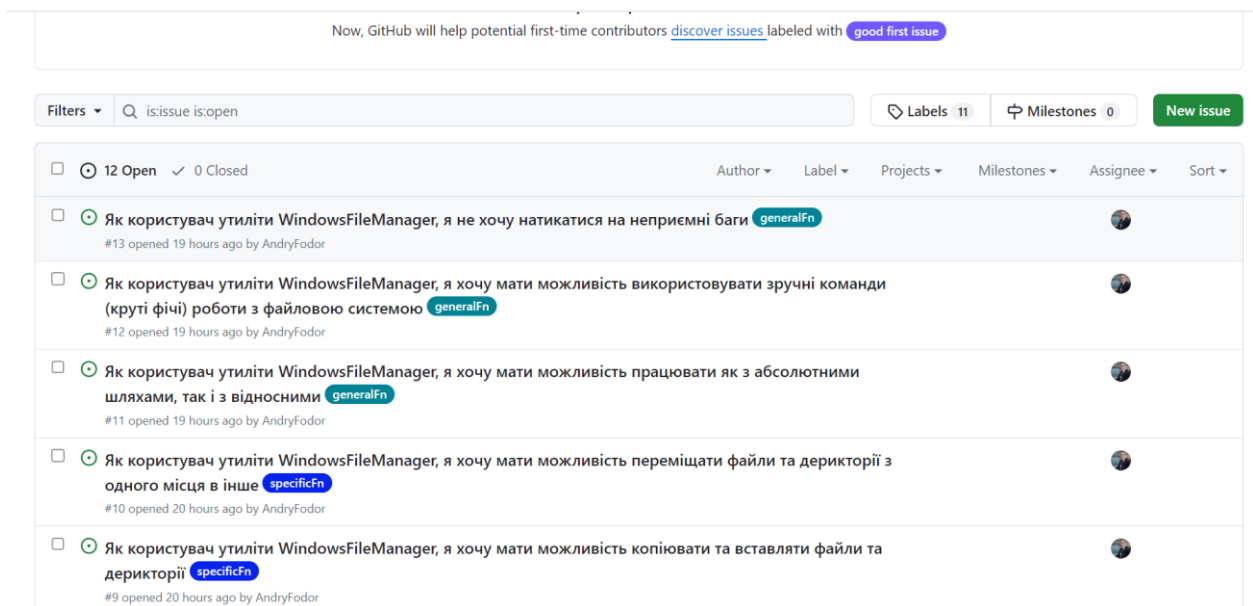 Now, GitHub will help potential first-time contributors discover issues labeled with good first issue
Filters is:issue is:open Labels 11 Milestones 0 New issue
12 Open 0 Closed Author Label Projects Milestones Assignee Sort
Як користувач утиліти WindowsFileManager, я не хочу натикатися на неприємні баги generalFn
#13 opened 19 hours ago by AndryFodor
Як користувач утиліти WindowsFileManager, я хочу мати можливість використовувати зручні команди
(круті фічі) роботи з файловою системою generalFn
#12 opened 19 hours ago by AndryFodor
Як користувач утиліти WindowsFileManager, я хочу мати можливість працювати як з абсолютними
шляхами, так і з відносними generalFn
#11 opened 19 hours ago by AndryFodor
Як користувач утиліти WindowsFileManager, я хочу мати можливість переміщати файли та дерикторії з
одного місця в інше specificFn
#10 opened 20 hours ago by AndryFodor
Як користувач утиліти WindowsFileManager, я хочу мати можливість копіювати та вставляти файли та
дерикторії specificFn
#9 opened 20 hours ago by AndryFodor